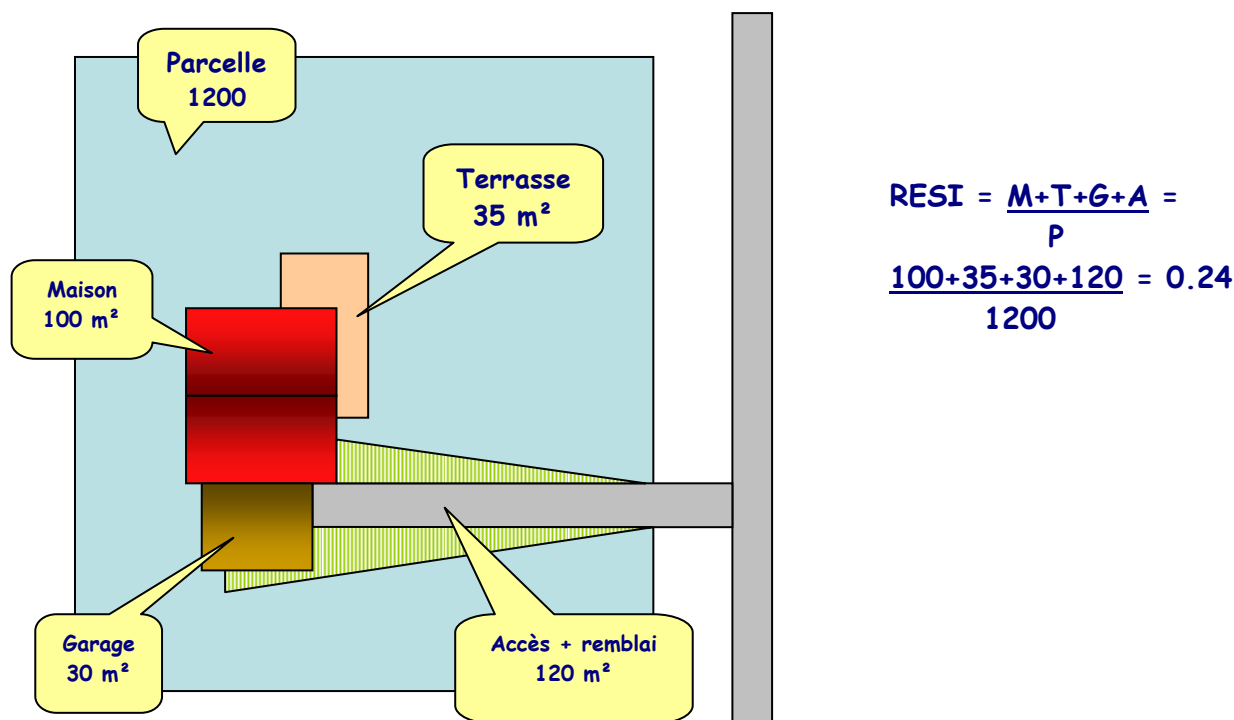 Parcelle
1200
Terrasse
35 m²
Maison
100 m²
Garage
30 m²
Accès + remblai
120 m²
RESI = M+T+G+A =
P
100+35+30+120 = 0.24
1200